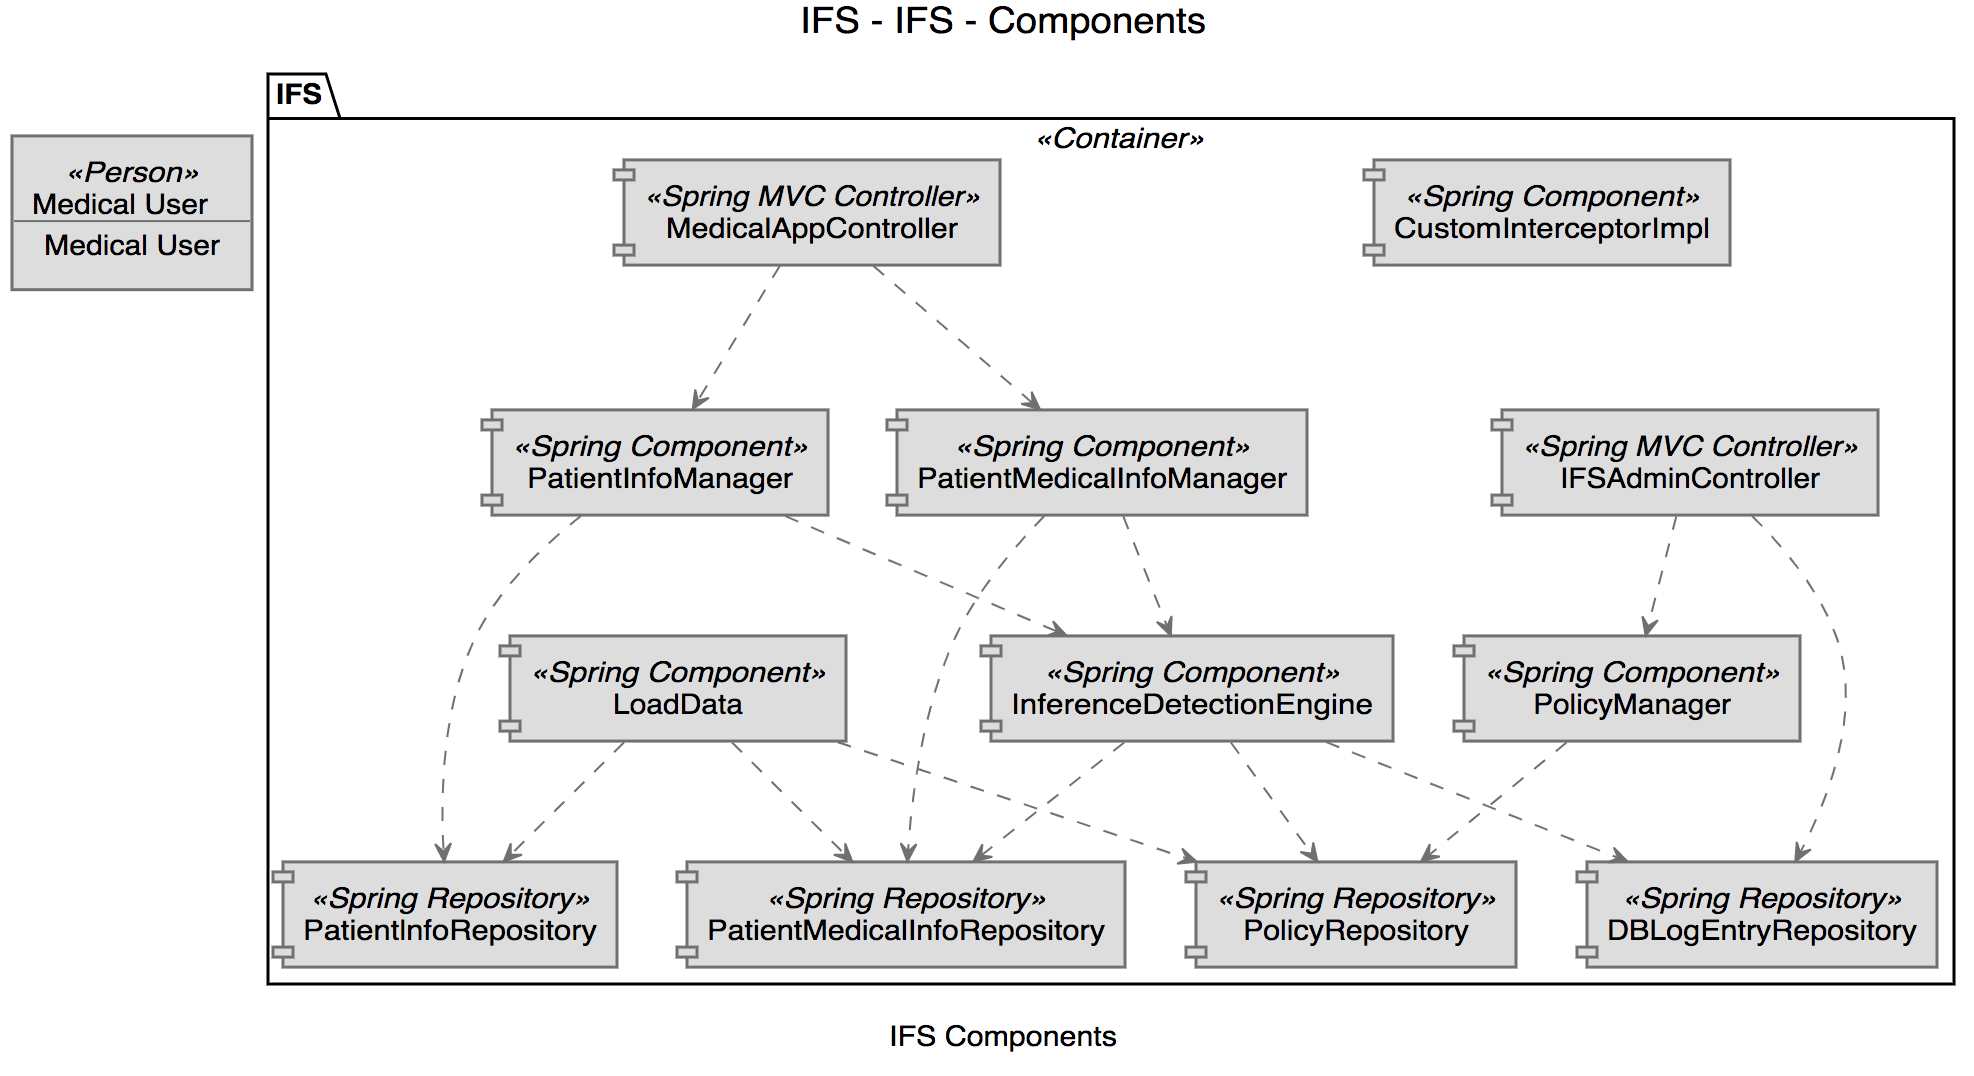 IFS - IFS - Components
IFS
«Container»
«Person»
Medical User
Medical User
«Spring MVC Controller»
MedicalAppController
«Spring Component»
CustomInterceptorImpl
«Spring Component»
PatientInfoManager
«Spring Component»
PatientMedicalInfoManager
«Spring MVC Controller»
IFSAdminController
«Spring Component»
LoadData
«Spring Component»
InferenceDetectionEngine
«Spring Component»
PolicyManager
«Spring Repository»
PatientInfoRepository
«Spring Repository»
PatientMedicalInfoRepository
«Spring Repository»
PolicyRepository
«Spring Repository»
DBLogEntryRepository
IFS Components